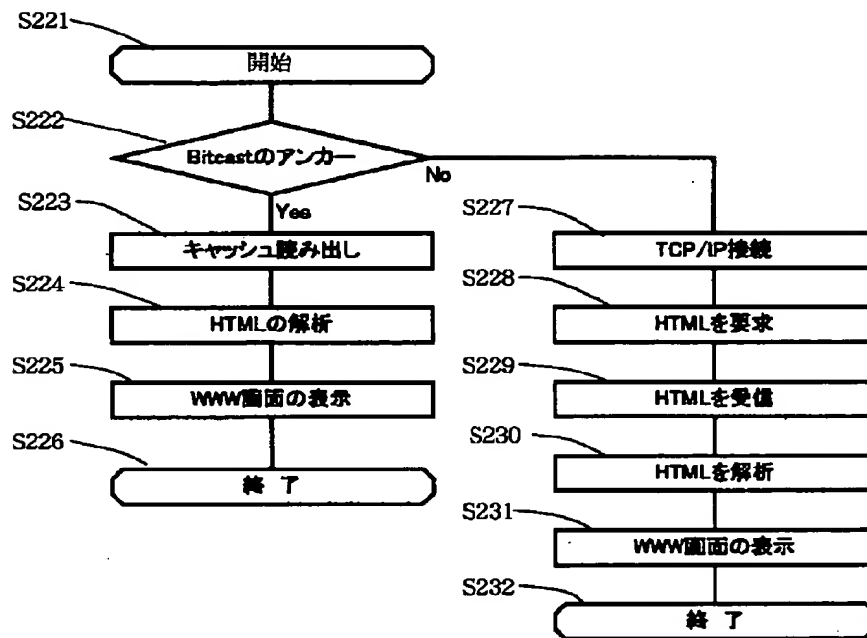 S221
開始
S222
Bitcastのアンカー
No
Yes
S223
キャッシュ読み出し
S224
HTMLの解析
S225
WWW画面の表示
S226
終 了
S227
TCP/IP接続
S228
HTMLを要求
S229
HTMLを受信
S230
HTMLを解析
S231
WWW画面の表示
S232
終 了